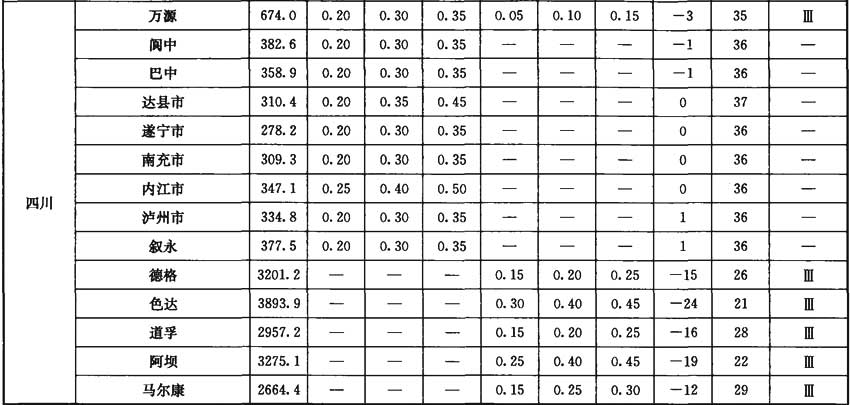 四川
万源 674.0 0.20 0.30 0.35 0.05 0.10 0.15 −3 35 Ⅲ
阆中 382.6 0.20 0.30 0.35 — — — −1 36 —
巴中 358.9 0.20 0.30 0.35 — — — −1 36 —
达县市 310.4 0.20 0.35 0.45 — — — 0 37 —
遂宁市 278.2 0.20 0.30 0.35 — — — 0 36 —
南充市 309.3 0.20 0.30 0.35 — — — 0 36 —
内江市 347.1 0.25 0.40 0.50 — — — 0 36 —
泸州市 334.8 0.20 0.30 0.35 — — — 1 36 —
叙永 377.5 0.20 0.30 0.35 — — — 1 36 —
德格 3201.2 — — — 0.15 0.20 0.25 −15 26 Ⅲ
色达 3893.9 — — — 0.30 0.40 0.45 −24 21 Ⅲ
道孚 2957.2 — — — 0.15 0.20 0.25 −16 28 Ⅲ
阿坝 3275.1 — — — 0.25 0.40 0.45 −19 22 Ⅲ
马尔康 2664.4 — — — 0.15 0.25 0.30 −12 29 Ⅲ